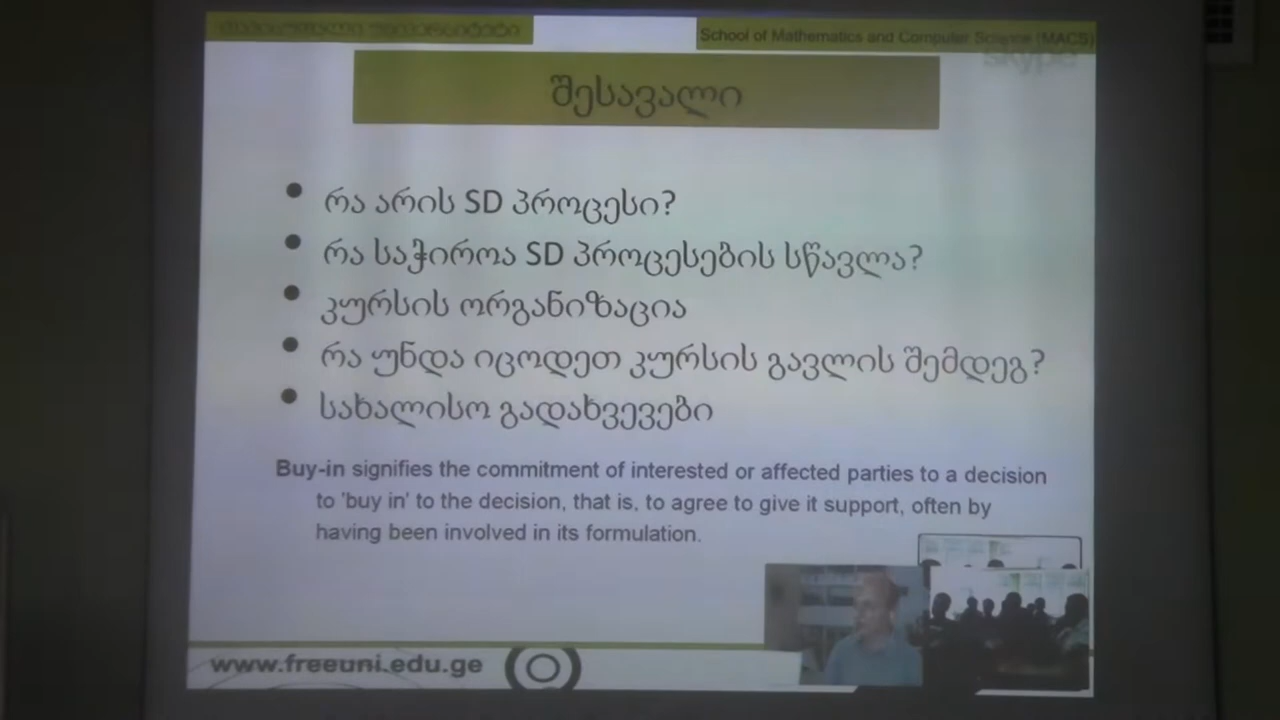 თავისუფალი უნივერსიტეტი
School of Mathematics and Computer Science (MACS)
skype
შესავალი
• რა არის SD პროცესი?
• რა საჭიროა SD პროცესების სწავლა?
• კურსის ორგანიზაცია
• რა უნდა იცოდეთ კურსის გავლის შემდეგ?
• სახალისო გადახვევები
Buy-in signifies the commitment of interested or affected parties to a decision
to 'buy in' to the decision, that is, to agree to give it support, often by
having been involved in its formulation.
www.freeuni.edu.ge